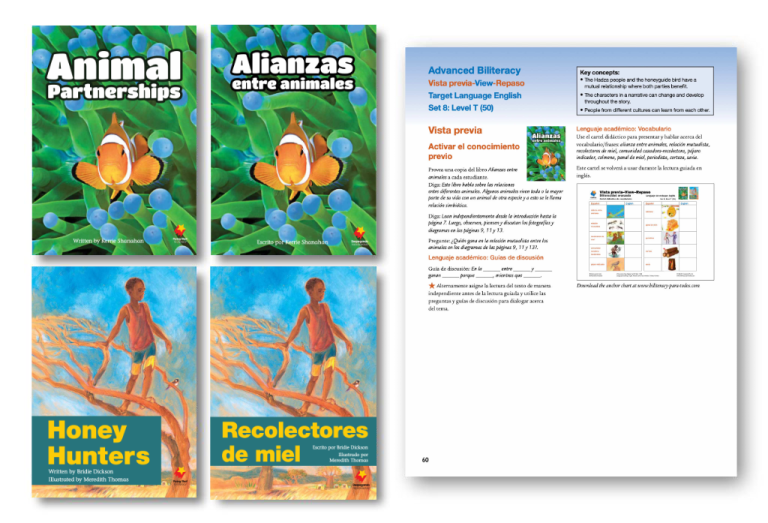 Animal
Partnerships
Written by Kerrie Shanahan
Alianzas
entre animales
Escrito por Kerrie Shanahan
Honey
Hunters
Written by Bridie Dickson
Illustrated by Meredith Thomas
Recolectores
de miel
Escrito por Bridie Dickson
Illustrado por
Meredith Thomas
Advanced Biliteracy
Vista previa-View-Repaso
Target Language English
Set 8: Level T (50)
Key concepts:
• The Hadza people and the honeyguide bird have a
mutual relationship where both parties benefit.
• The characters in a narrative can change and develop
throughout the story.
• People from different cultures can learn from each other.
Vista previa
Activar el conocimiento
previo
Provea una copia del libro Alianzas entre
animales a cada estudiante.
Diga: Este libro habla sobre las relaciones
entre diferentes animales. Algunos animales viven toda o la mayor
parte de su vida con un animal de otra especie y a esto se le llama
relación simbiótica.
Diga: Lean independientemente desde la introducción hasta la
página 7. Luego, observen, piensen y discutan las fotografías y
diagramas en las páginas 9, 11 y 13.
Pregunte: ¿Quién gana en la relación mutualista entre los
animales en los diagramas de las páginas 9, 11 y 13?.
Lenguaje académico: Guías de discusión
Guía de discusión: En la ______ entre ______ y ______
ganan ______ porque ______, mientras que ______.
★ Alternamente asigne la lectura del texto de manera
independiente antes de la lectura guiada y utilice las
preguntas y guías de discusión para dialogar acerca
del tema.
Alianzas
entre animales
Lenguaje académico: Vocabulario
Use el cartel didáctico para presentar y hablar acerca del
vocabulario/frases: alianza entre animales, relación mutualista,
recolectores de miel, comunidad cazadora-recolectora, pájaro
indicador, colmena, panal de miel, periodista, corteza, savia.
Este cartel se volverá a usar durante la lectura guiada en
inglés.
Vista previa-View-Repaso
Download the anchor chart at www.biliteracy-para-todos.com
60